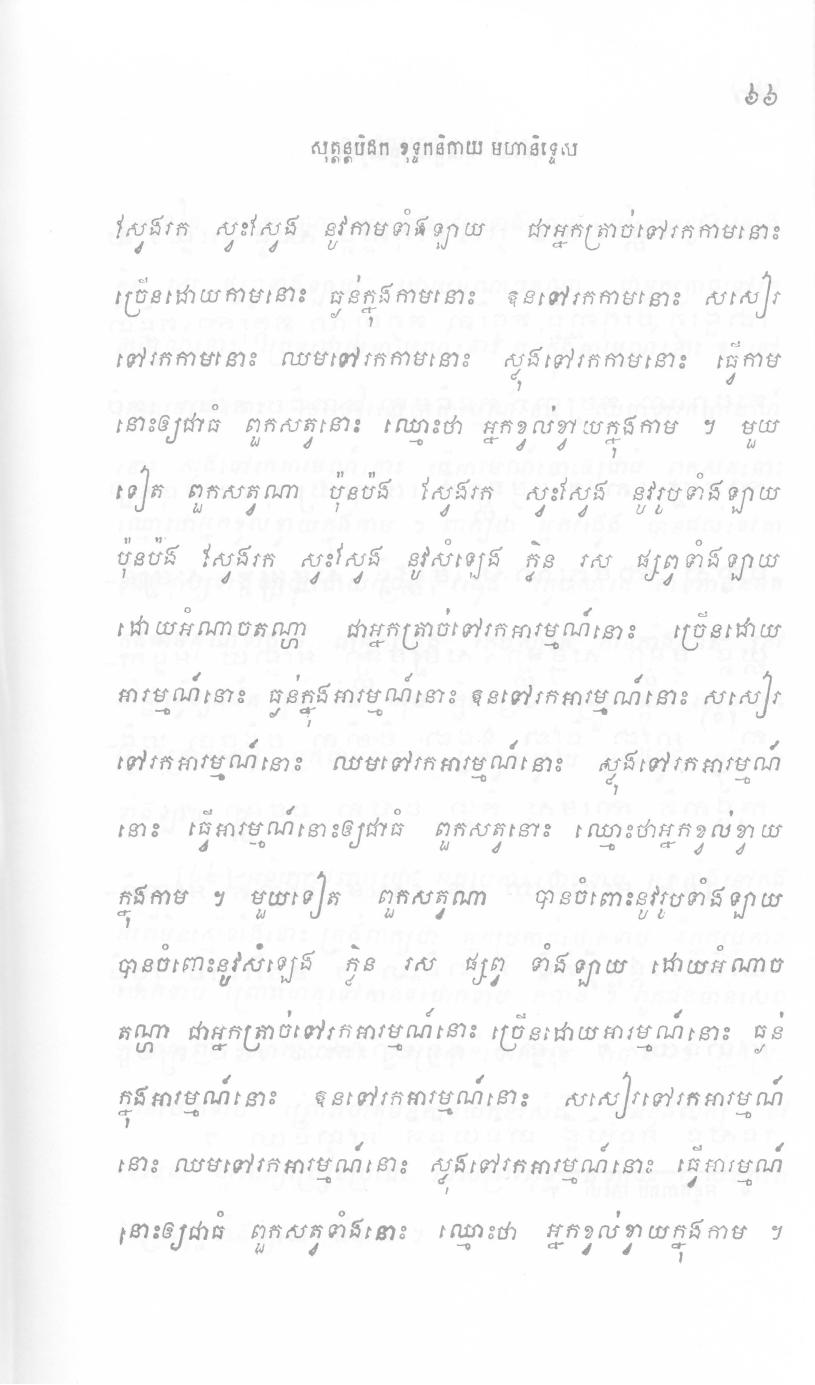 ៦៦
សុត្តន្តបិដក ខុទ្ទកនិកាយ មហានិទ្ទេស
ស្វែងរក ស្វះស្វែង នូវកាមទាំងឡាយ ជាអ្នកត្រាច់ទៅរកកាមនោះ
ច្រើនដោយកាមនោះ ធ្ងន់ក្នុងកាមនោះ ឱនទៅរកកាមនោះ សសៀរ
ទៅរកកាមនោះ ឈមទៅរកកាមនោះ ស្ទុងទៅរកកាមនោះ ធ្វើកាម
នោះឲ្យជាធំ ពួកសត្វនោះ ឈ្មោះថា អ្នកខ្វល់ខ្វាយក្នុងកាម ។ មួយ
ទៀត ពួកសត្វណា ប៉ុនប៉ង ស្វែងរក ស្វះស្វែង នូវរូបទាំងឡាយ
ប៉ុនប៉ង ស្វែងរក ស្វះស្វែង នូវសំឡេង ក្លិន រស ផ្សព្វទាំងឡាយ
ដោយអំណាចតណ្ហា ជាអ្នកត្រាច់ទៅរកអារម្មណ៍នោះ ច្រើនដោយ
អារម្មណ៍នោះ ធ្ងន់ក្នុងអារម្មណ៍នោះ ឱនទៅរកអារម្មណ៍នោះ សសៀរ
ទៅរកអារម្មណ៍នោះ ឈមទៅរកអារម្មណ៍នោះ ស្ទុងទៅរកអារម្មណ៍
នោះ ធ្វើអារម្មណ៍នោះឲ្យជាធំ ពួកសត្វនោះ ឈ្មោះថាអ្នកខ្វល់ខ្វាយ
ក្នុងកាម ។ មួយទៀត ពួកសត្វណា បានចំពោះនូវរូបទាំងឡាយ
បានចំពោះនូវសំឡេង ក្លិន រស ផ្សព្វ ទាំងឡាយ ដោយអំណាច
តណ្ហា ជាអ្នកត្រាច់ទៅរកអារម្មណ៍នោះ ច្រើនដោយអារម្មណ៍នោះ ធ្ងន់
ក្នុងអារម្មណ៍នោះ ឱនទៅរកអារម្មណ៍នោះ សសៀរទៅរកអារម្មណ៍
នោះ ឈមទៅរកអារម្មណ៍នោះ ស្ទុងទៅរកអារម្មណ៍នោះ ធ្វើអារម្មណ៍
នោះឲ្យជាធំ ពួកសត្វទាំងនោះ ឈ្មោះថា អ្នកខ្វល់ខ្វាយក្នុងកាម ។